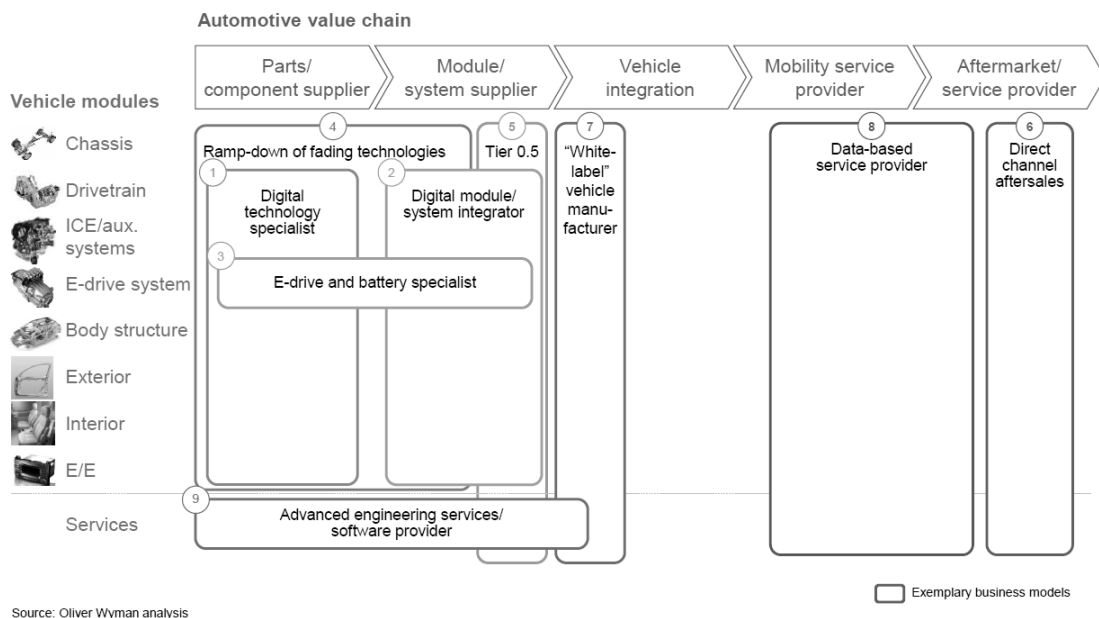 Automotive value chain
Parts/
component supplier
Module/
system supplier
Vehicle
integration
Mobility service
provider
Aftermarket/
service provider
Vehicle modules
Chassis
Drivetrain
ICE/aux.
systems
E-drive system
Body structure
Exterior
Interior
E/E
Services
4
Ramp-down of fading technologies
5
Tier 0.5
7
“White-
label”
vehicle
manu-
facturer
8
Data-based
service provider
6
Direct
channel
aftersales
1
Digital
technology
specialist
2
Digital module/
system integrator
3
E-drive and battery specialist
9
Advanced engineering services/
software provider
Exemplary business models
Source: Oliver Wyman analysis